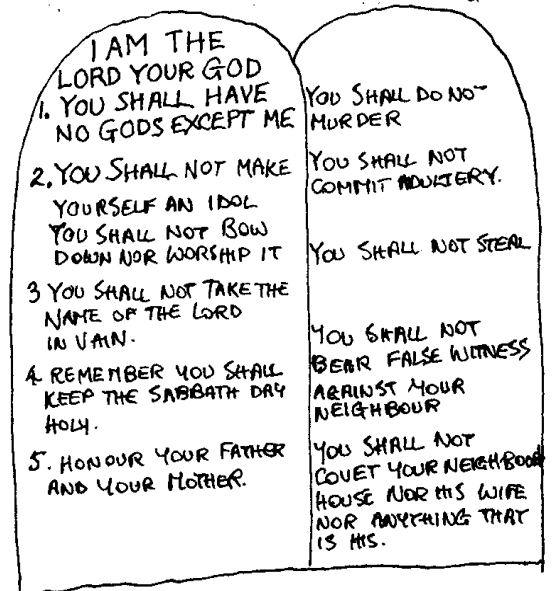 I AM THE
LORD YOUR GOD
1. YOU SHALL HAVE
NO GODS EXCEPT ME
2. YOU SHALL NOT MAKE
YOURSELF AN IDOL
YOU SHALL NOT BOW
DOWN NOR WORSHIP IT
3 YOU SHALL NOT TAKE THE
NAME OF THE LORD
IN VAIN.
4. REMEMBER YOU SHALL
KEEP THE SABBATH DAY
HOLY.
5. HONOUR YOUR FATHER
AND YOUR MOTHER.
YOU SHALL DO NOT
MURDER
YOU SHALL NOT
COMMIT ADULTERY.
YOU SHALL NOT STEAL
YOU SHALL NOT
BEAR FALSE WITNESS
AGAINST YOUR
NEIGHBOUR
YOU SHALL NOT
COVET YOUR NEIGHBOUR
HOUSE NOR HIS WIFE
NOR ANYTHING THAT
IS HIS.